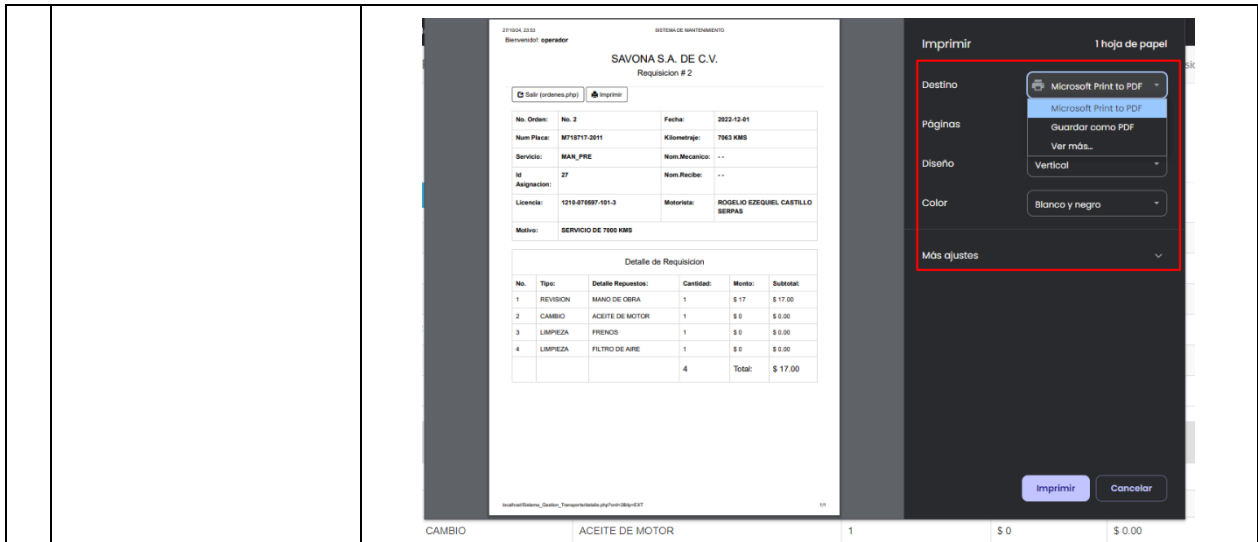 27/10/24, 23:53 SISTEMA DE MANTENIMIENTO
Bienvenido!: operador
SAVONA S.A. DE C.V.
Requisicion # 2
Salir (ordenes.php) Imprimir
No. Orden: No. 2 Fecha: 2022-12-01
Num Placa: M718717-2011 Kilometraje: 7063 KMS
Servicio: MAN_PRE Nom.Mecanico: - -
Id Asignacion: 27 Nom.Recibe: - -
Licencia: 1210-070597-101-3 Motorista: ROGELIO EZEQUIEL CASTILLO SERPAS
Motivo: SERVICIO DE 7000 KMS
Detalle de Requisicion
No. Tipo: Detalle Repuestos: Cantidad: Monto: Subtotal:
1 REVISION MANO DE OBRA 1 $ 17 $ 17.00
2 CAMBIO ACEITE DE MOTOR 1 $ 0 $ 0.00
3 LIMPIEZA FRENOS 1 $ 0 $ 0.00
4 LIMPIEZA FILTRO DE AIRE 1 $ 0 $ 0.00
4 Total: $ 17.00
1/1
Imprimir 1 hoja de papel
Destino Microsoft Print to PDF
Microsoft Print to PDF
Páginas
Guardar como PDF
Ver más...
Diseño Vertical
Color Blanco y negro
Más ajustes
Imprimir Cancelar
CAMBIO ACEITE DE MOTOR 1 $ 0 $ 0.00